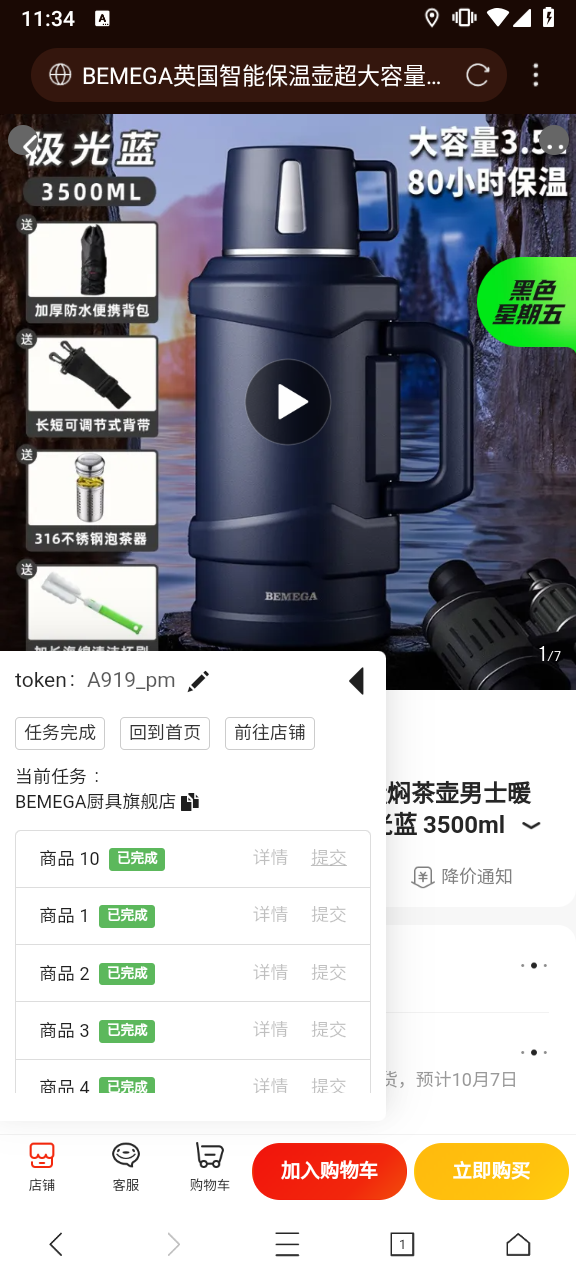 11:34
A
BEMEGA英国智能保温壶超大容量…
极光蓝
3500ML
大容量3.5
80小时保温
送
加厚防水便携背包
送
长短可调节式背带
送
316不锈钢泡茶器
送
加长海绵清洁杯刷
黑色
星期五
BEMEGA
1/7
token: A919_pm
任务完成
回到首页
前往店铺
当前任务：
BEMEGA厨具旗舰店
商品 10 已完成 详情 提交
商品 1 已完成 详情 提交
商品 2 已完成 详情 提交
商品 3 已完成 详情 提交
商品 4 已完成 详情 提交
焖茶壶男士暖
蓝 3500ml
降价通知
货，预计10月7日
店铺
客服
购物车
加入购物车
立即购买
1